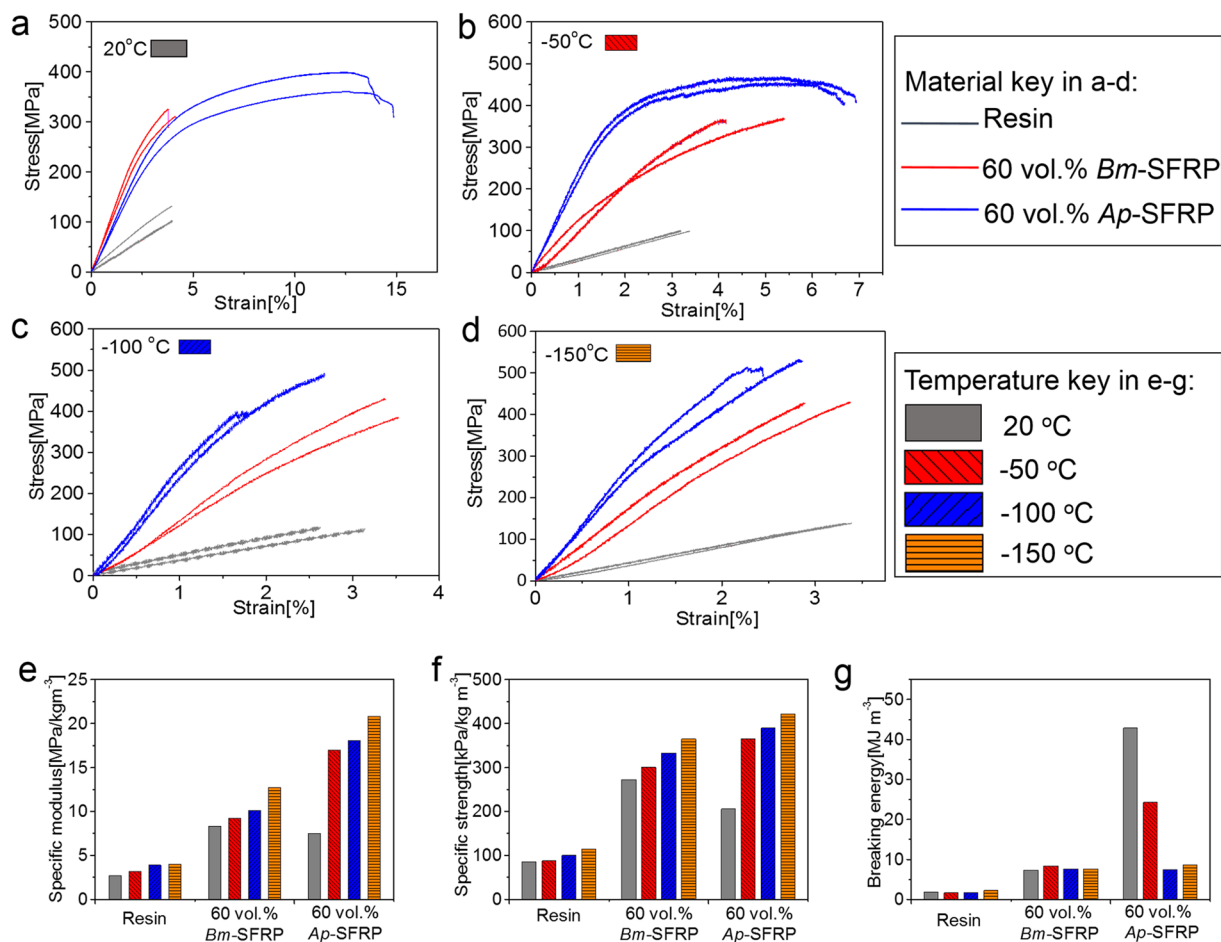 a
20°C
Stress[MPa]
500
400
300
200
100
0
0
5
10
15
Strain[%]
b
-50°C
Stress[MPa]
600
500
400
300
200
100
0
0
1
2
3
4
5
6
7
Strain[%]
Material key in a-d:
Resin
60 vol.% Bm-SFRP
60 vol.% Ap-SFRP
c
-100 °C
Stress[MPa]
600
500
400
300
200
100
0
0
1
2
3
4
Strain[%]
d
-150°C
Stress[MPa]
600
500
400
300
200
100
0
0
1
2
3
Strain[%]
Temperature key in e-g:
20 °C
-50 °C
-100 °C
-150 °C
e
Specific modulus[MPa/kgm-3]
25
20
15
10
5
0
Resin
60 vol.%
Bm-SFRP
60 vol.%
Ap-SFRP
f
Specific strength[kPa/kg m-3]
500
400
300
200
100
0
Resin
60 vol.%
Bm-SFRP
60 vol.%
Ap-SFRP
g
Breaking energy[MJ m-3]
50
40
30
20
10
0
Resin
60 vol.%
Bm-SFRP
60 vol.%
Ap-SFRP